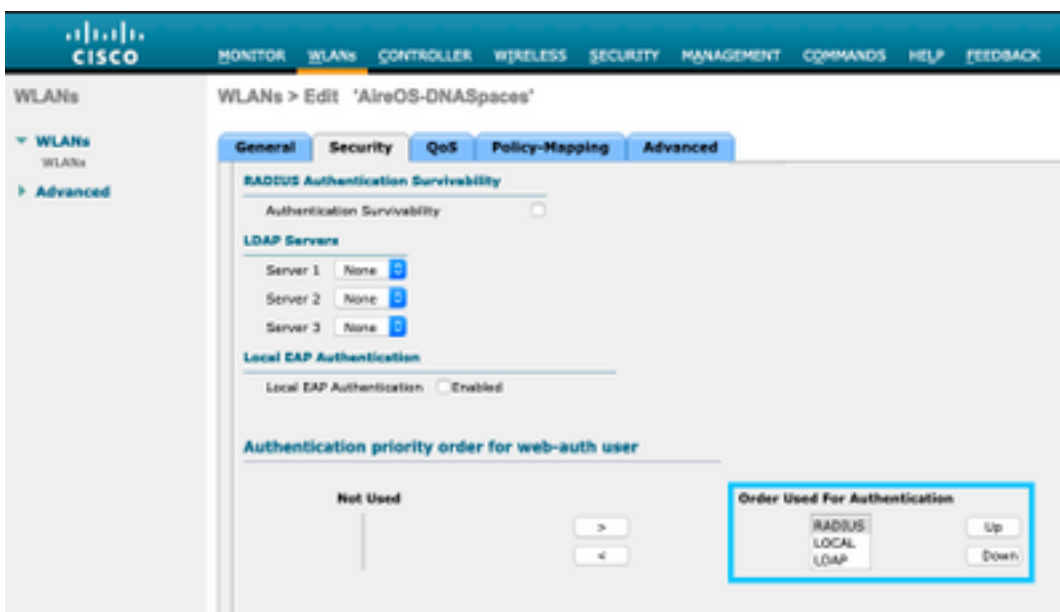 CISCO
MONITOR WLANs CONTROLLER WIRELESS SECURITY MANAGEMENT COMMANDS HELP FEEDBACK
WLANs
WLANs > Edit 'AireOS-DNASpaces'
WLANs
WLANs
Advanced
General Security QoS Policy-Mapping Advanced
RADIUS Authentication Survivability
Authentication Survivability
LDAP Servers
Server 1 None
Server 2 None
Server 3 None
Local EAP Authentication
Local EAP Authentication Enabled
Authentication priority order for web-auth user
Not Used
>
<
Order Used For Authentication
RADIUS
LOCAL
LDAP
Up
Down